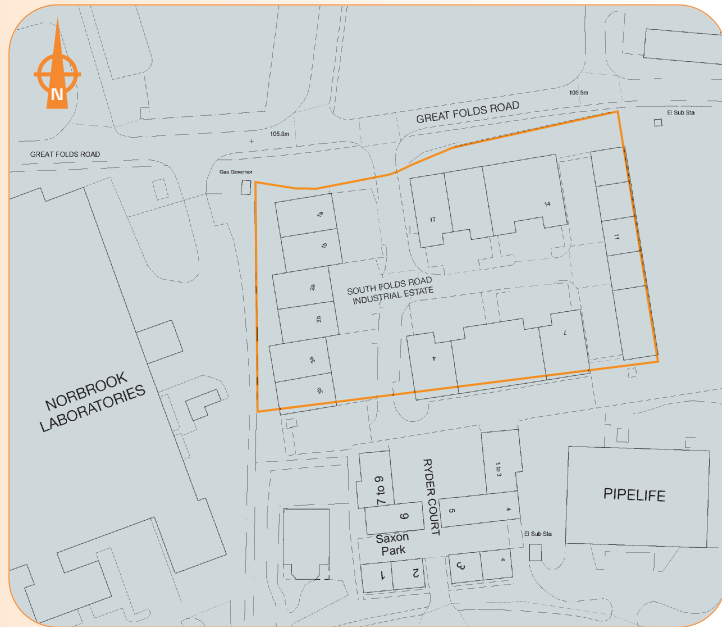 N
GREAT FOLDS ROAD
106.5m
El Sub Sta
105.8m
GREAT FOLDS ROAD
Gas Governor
17
14
11
SOUTH FOLDS ROAD
INDUSTRIAL ESTATE
4
7
NORBROOK
LABORATORIES
RYDER COURT
1 to 3
6 to 7
9
5
4
PIPELIFE
Saxon
Park
El Sub Sta
1
2
3
4